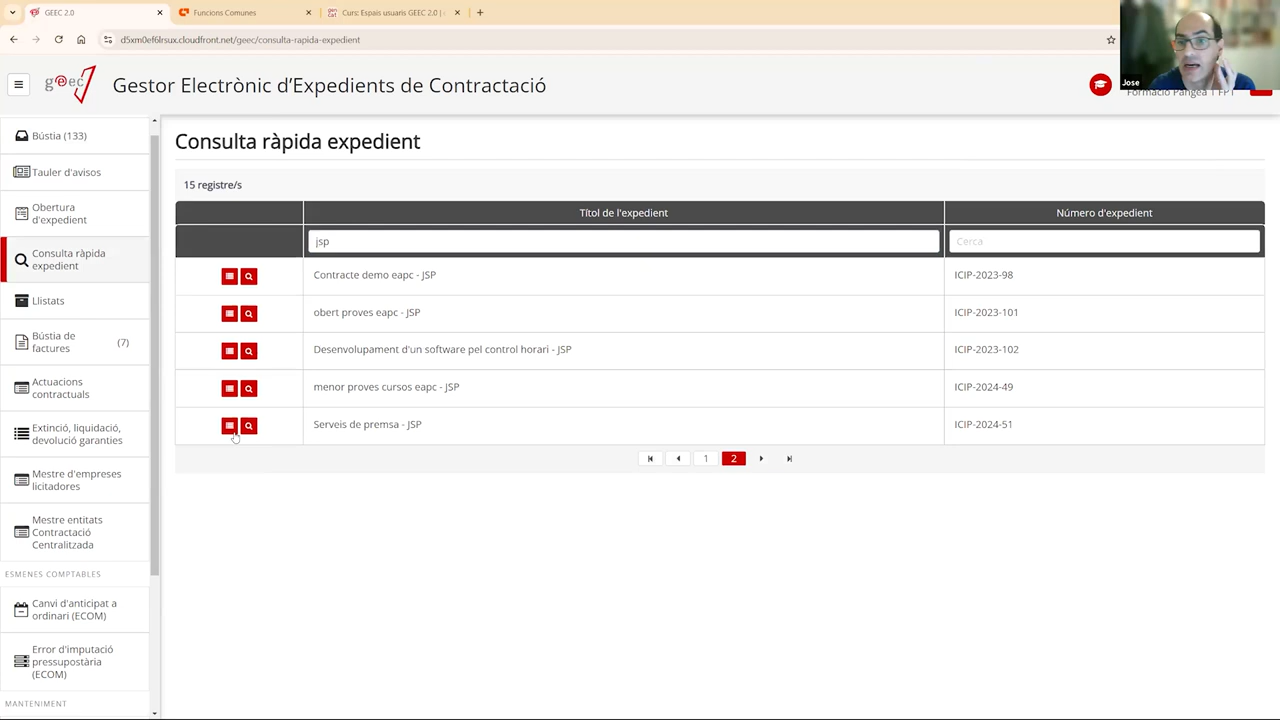 GEEC 2.0
Funcions Comunes
Curs: Espais usuaris GEEC 2.0 |
d5xm0ef6lrsux.cloudfront.net/geec/consulta-rapida-expedient
geec
Gestor Electrònic d'Expedients de Contractació
Jose
Formació Pangea 1 FP1
Bústia (133)
Tauler d'avisos
Obertura
d'expedient
Consulta ràpida
expedient
Llistats
Bústia de
factures
(7)
Actuacions
contractuals
Extinció, liquidació,
devolució garanties
Mestre d'empreses
licitadores
Mestre entitats
Contractació
Centralitzada
ESMENES COMPTABLES
Canvi d'anticipat a
ordinari (ECOM)
Error d'imputació
pressupostària
(ECOM)
MANTENIMENT
Consulta ràpida expedient
15 registre/s
Títol de l'expedient
Número d'expedient
jsp
Cerca
Contracte demo eapc - JSP
ICIP-2023-98
obert proves eapc - JSP
ICIP-2023-101
Desenvolupament d'un software pel control horari - JSP
ICIP-2023-102
menor proves cursos eapc - JSP
ICIP-2024-49
Serveis de premsa - JSP
ICIP-2024-51
1
2